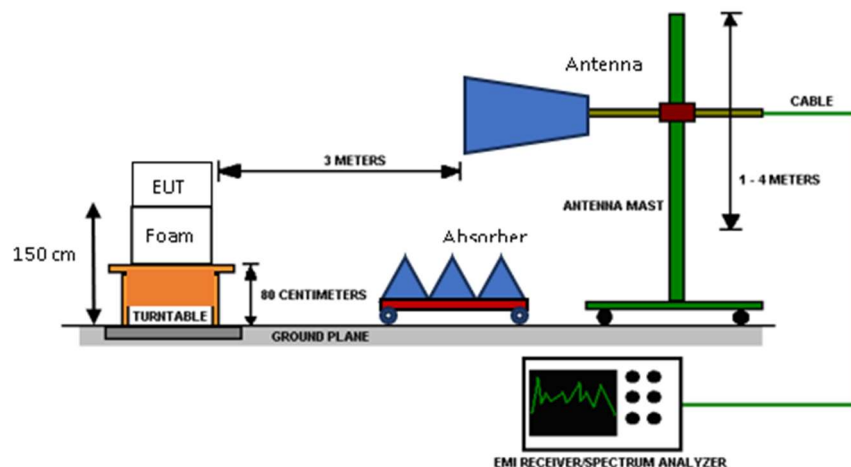 Antenna
CABLE
3 METERS
EUT
1 - 4 METERS
ANTENNA MAST
Foam
Absorber
150 cm
80 CENTIMETERS
TURNTABLE
GROUND PLANE
EMI RECEIVER/SPECTRUM ANALYZER